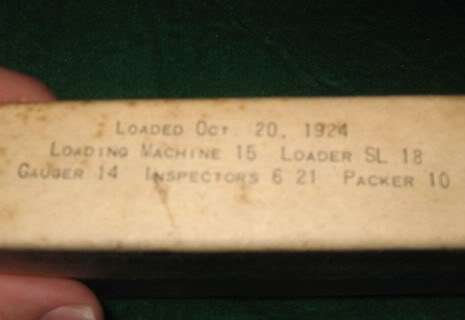 Loaded Oct. 20, 1924
Loading Machine 15 Loader SL 18
Gauger 14 Inspectors 6 21 Packer 10